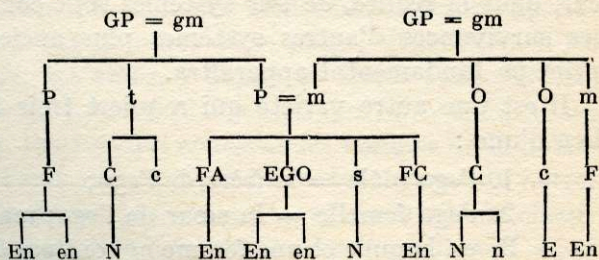 GP = gm GP = gm
P t P = m O O m
F C c FA EGO s FC C c F
En en N En En en N En N n E En